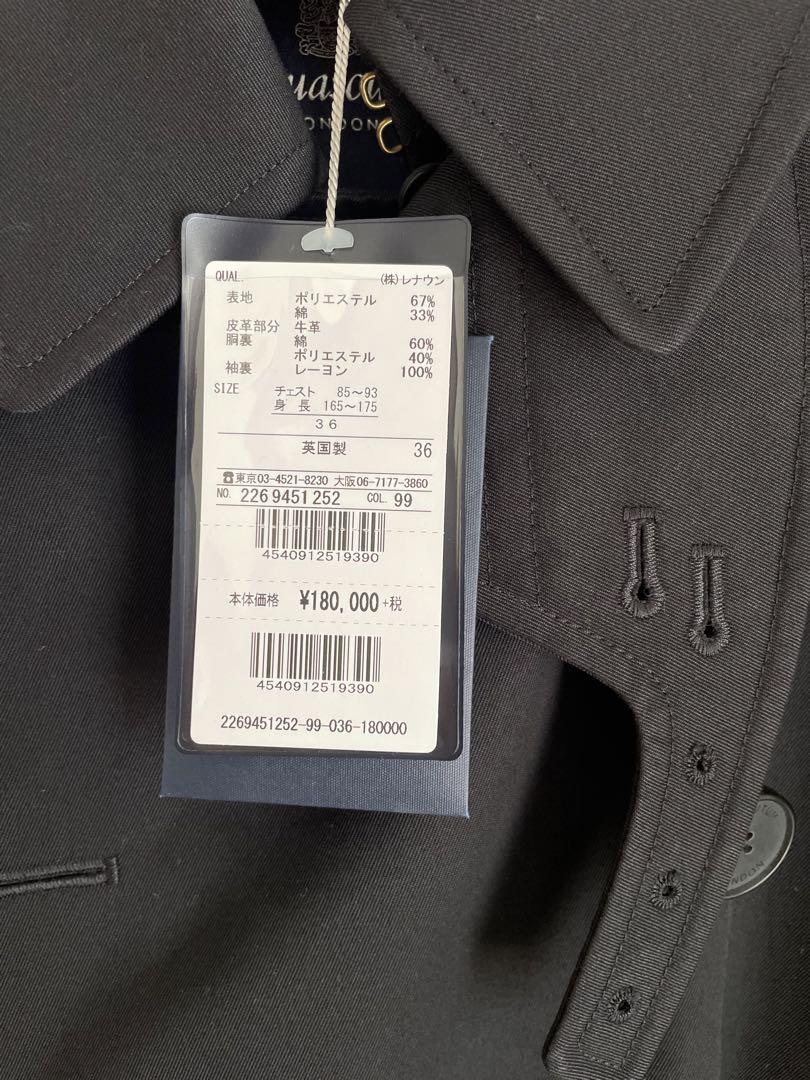 LONDON
QUAL. (株)レナウン
表地 ポリエステル 67%
綿 33%
皮革部分 牛革
胴裏 綿 60%
ポリエステル 40%
袖裏 レーヨン 100%
SIZE チェスト 85～93
身長 165～175
36
英国製 36
☎東京03-4521-8230 大阪06-7177-3860
NO. 2269451252 COL. 99
4540912519390
本体価格 ¥180,000+税
4540912519390
2269451252-99-036-180000